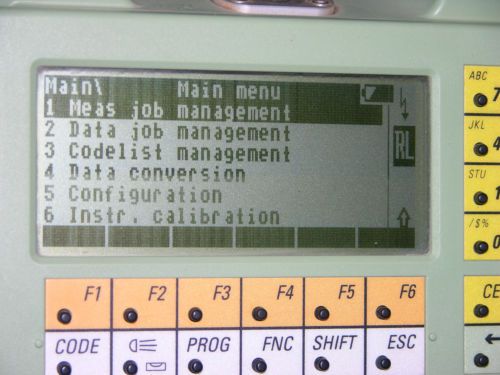 Main\ Main menu
1 Meas job management
2 Data job management
3 Codelist management
4 Data conversion
5 Configuration
6 Instr. calibration
RL
F1 F2 F3 F4 F5 F6
CODE PROG FNC SHIFT ESC
ABC
7
JKL
4
STU
1
/$%
0
CE